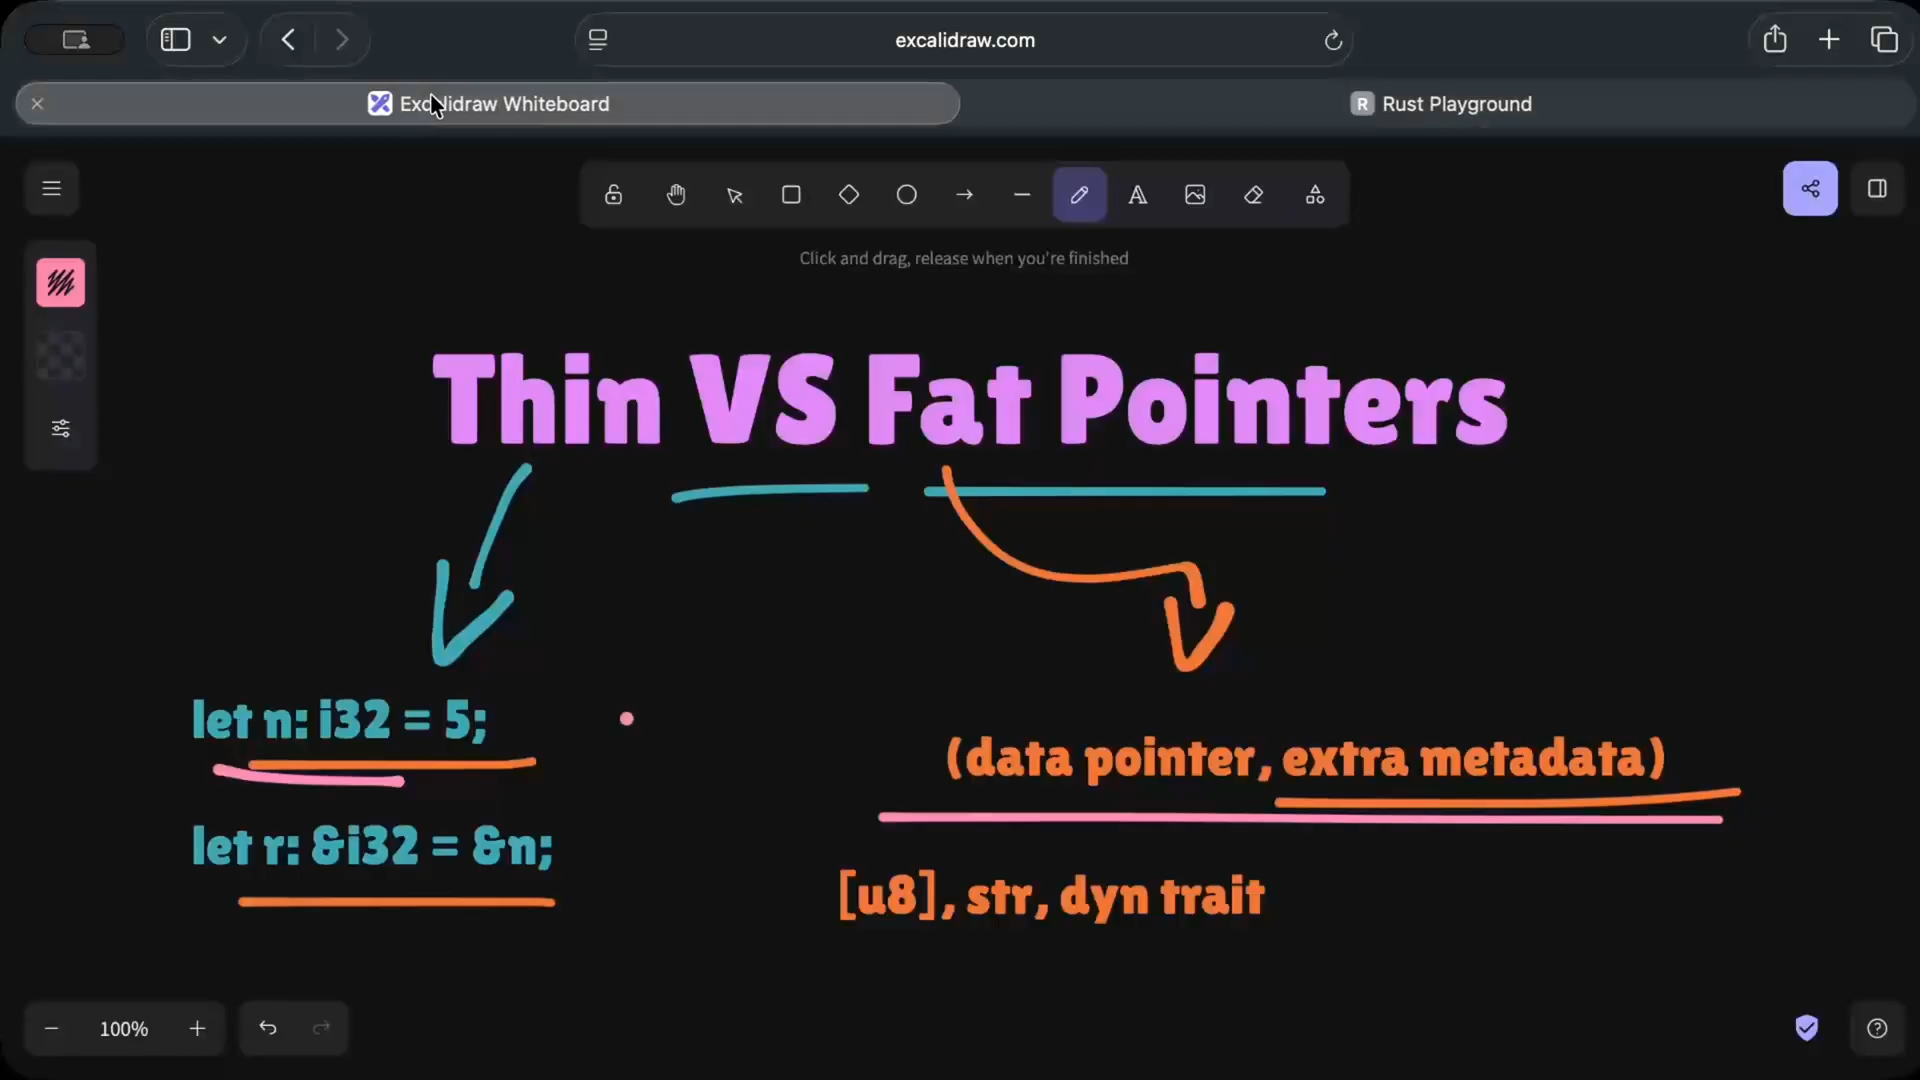 excalidraw.com
Excalidraw Whiteboard
R Rust Playground
Click and drag, release when you're finished
Thin VS Fat Pointers
let n: i32 = 5;
let r: &i32 = &n;
(data pointer, extra metadata)
[u8], str, dyn trait
100%